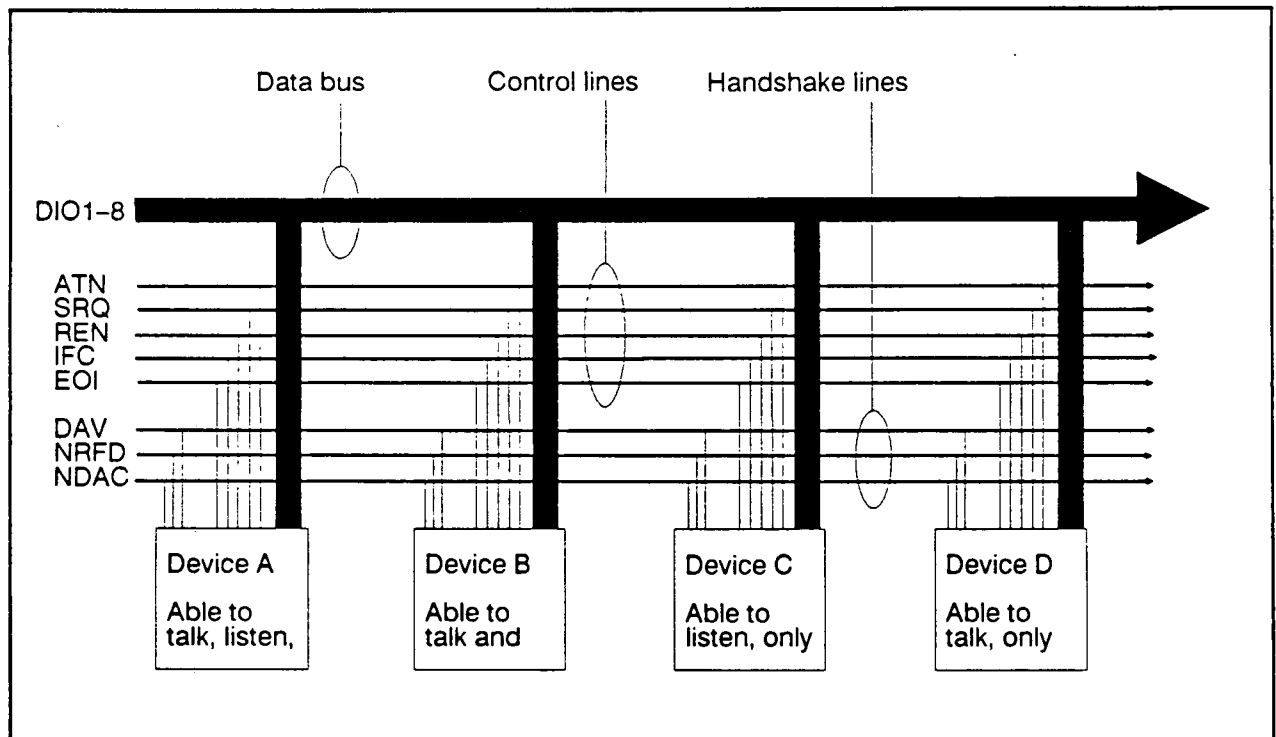 Data bus
Control lines
Handshake lines
DIO1–8
ATN
SRQ
REN
IFC
EOI
DAV
NRFD
NDAC
Device A
Able to
talk, listen,
Device B
Able to
talk and
Device C
Able to
listen, only
Device D
Able to
talk, only